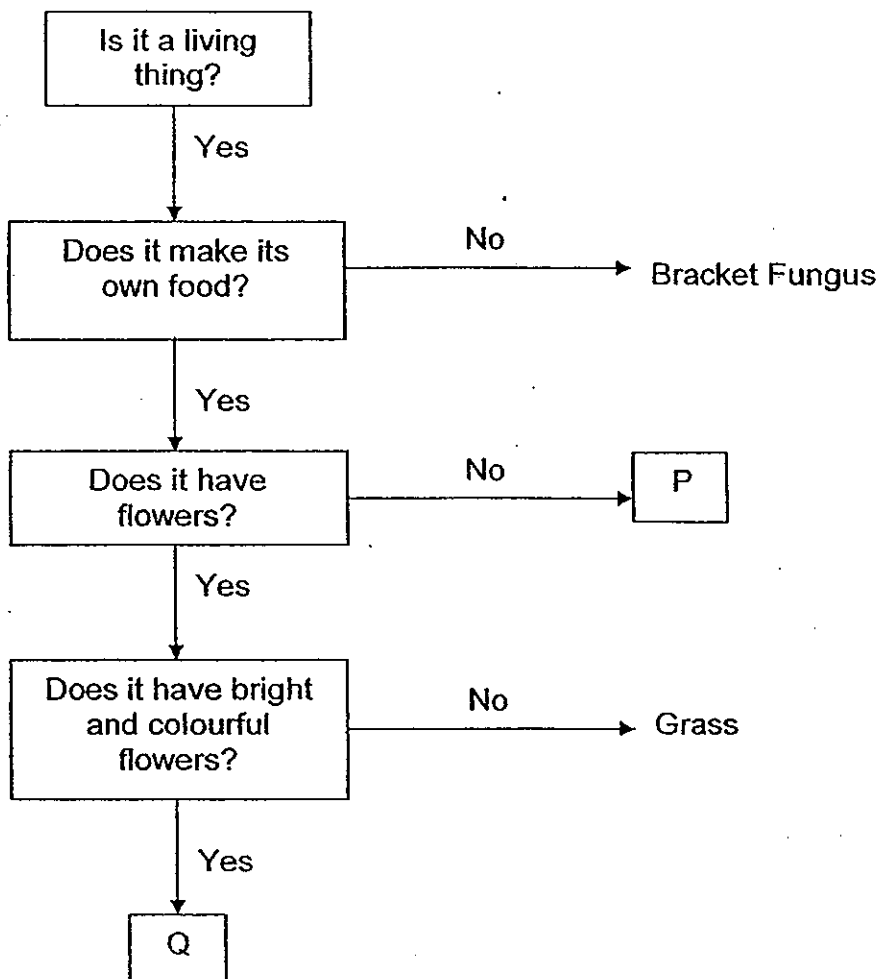 Is it a living
thing?
Yes
Does it make its
own food?
No
Bracket Fungus
Yes
Does it have
flowers?
No
P
Yes
Does it have bright
and colourful
flowers?
No
Grass
Yes
Q